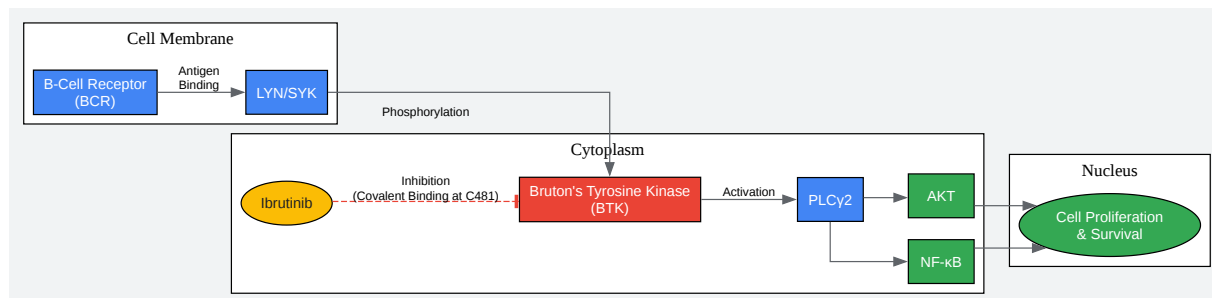 Cell Membrane
B-Cell Receptor
(BCR)
Antigen
Binding
LYN/SYK
Phosphorylation
Cytoplasm
Ibrutinib
Inhibition
(Covalent Binding at C481)
Bruton's Tyrosine Kinase
(BTK)
Activation
PLCγ2
AKT
NF-κB
Nucleus
Cell Proliferation
& Survival